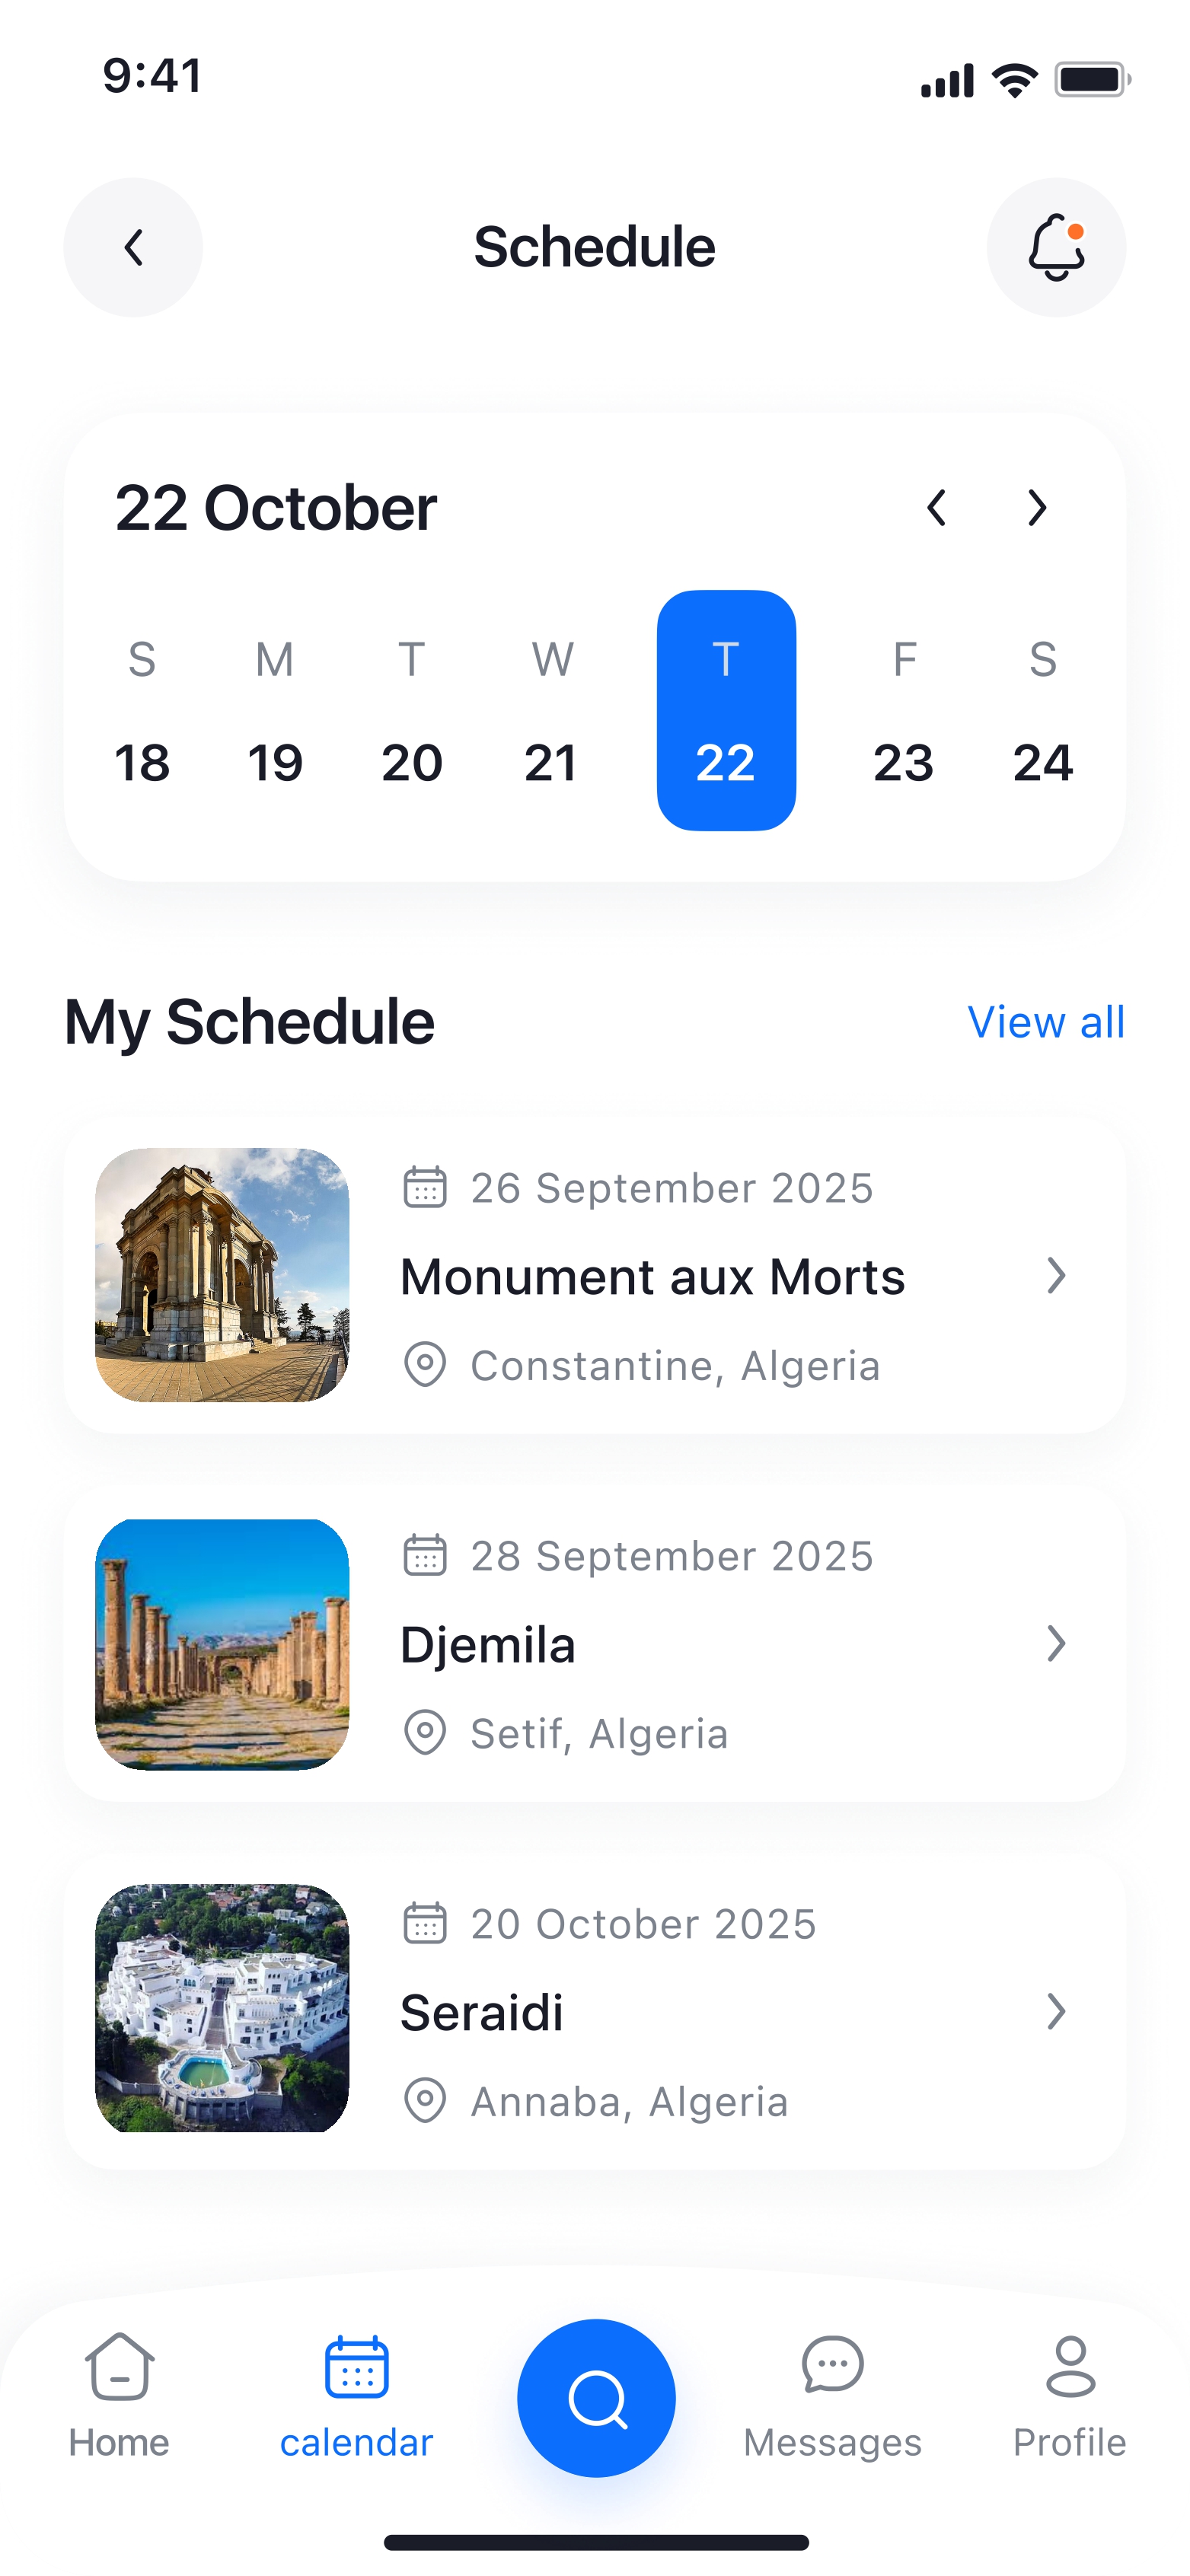 9:41
Schedule
22 October
S M T W T F S
18 19 20 21 22 23 24
My Schedule
View all
26 September 2025
Monument aux Morts
Constantine, Algeria
28 September 2025
Djemila
Setif, Algeria
20 October 2025
Seraidi
Annaba, Algeria
Home
calendar
Messages
Profile